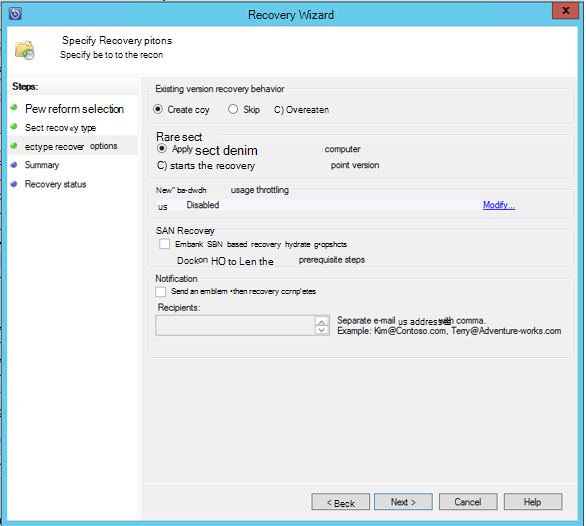 Recovery Wizard
x
Specify Recovery pitons
Specify be to to the recon
Steps:
Pew reform selection
Sect recovey type
ectype recover options
Summary
Recovery status
Existing version recovery behavior
Create coy Skip C) Overeaten
Rare sect
Apply sect denim computer
C) starts the recovery point version
New" ba-dwdh usage throttling
us Disabled Modify...
SAN Recovery
Embank SBN based recovery hydrate g•opshcts
Dockon HO to Len the prerequisite steps
Notification
Send an emblem •then recovery ccrnp'etes
Recipients:
Separate e-mail us addresses with comma.
Example: Kim@Contoso.com, Terry@Adventure-works.com
< Back Next > Cancel Help